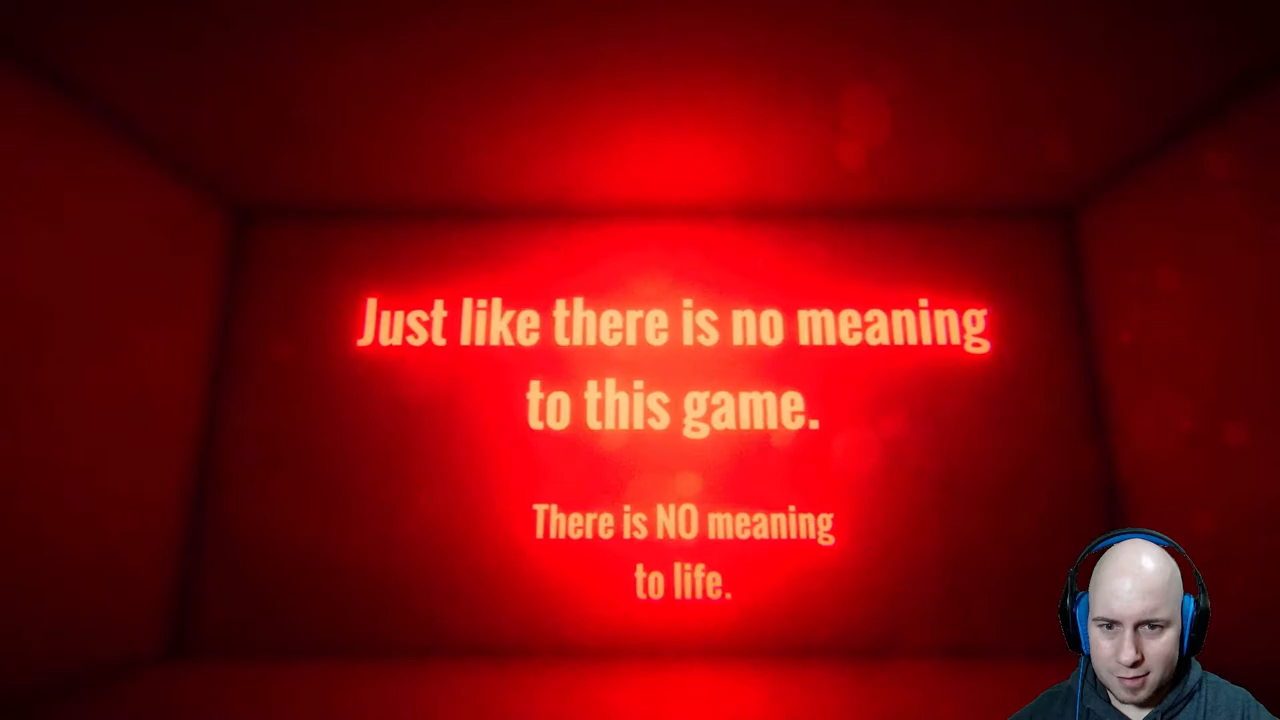 Just like there is no meaning
to this game.
There is NO meaning
to life.